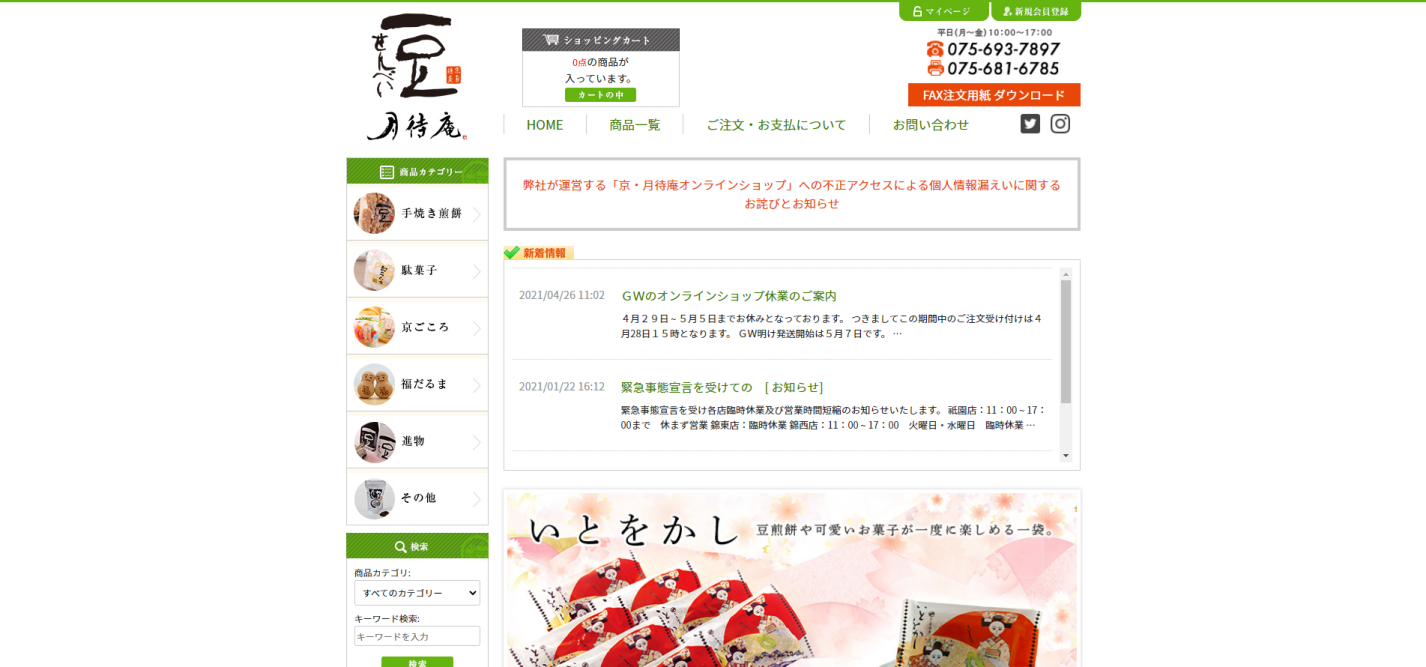 マイページ
新規会員登録
豆
せんべい
京都
月待庵
ショッピングカート
0点の商品が
入っています。
カートの中
平日(月～金)10:00～17:00
075-693-7897
075-681-6785
FAX注文用紙 ダウンロード
HOME
商品一覧
ご注文・お支払について
お問い合わせ
商品カテゴリー
手焼き煎餅
駄菓子
京ごころ
福だるま
進物
その他
検索
商品カテゴリ:
すべてのカテゴリー
キーワード検索:
キーワードを入力
検索
弊社が運営する「京・月待庵オンラインショップ」への不正アクセスによる個人情報漏えいに関する
お詫びとお知らせ
新着情報
2021/04/26 11:02
ＧＷのオンラインショップ休業のご案内
４月２９日～５月５日までお休みとなっております。 つきましてこの期間中のご注文受け付けは４
月28日１５時となります。 ＧＷ明け発送開始は５月７日です。 …
2021/01/22 16:12
緊急事態宣言を受けての　[ お知らせ]
緊急事態宣言を受け各店臨時休業及び営業時間短縮のお知らせいたします。 祇園店：11：00～17：
00まで　休まず営業 錦東店：臨時休業 錦西店：11：00～17：00　火曜日・水曜日　臨時休業 …
いとをかし
豆煎餅や可愛いお菓子が一度に楽しめる一袋。